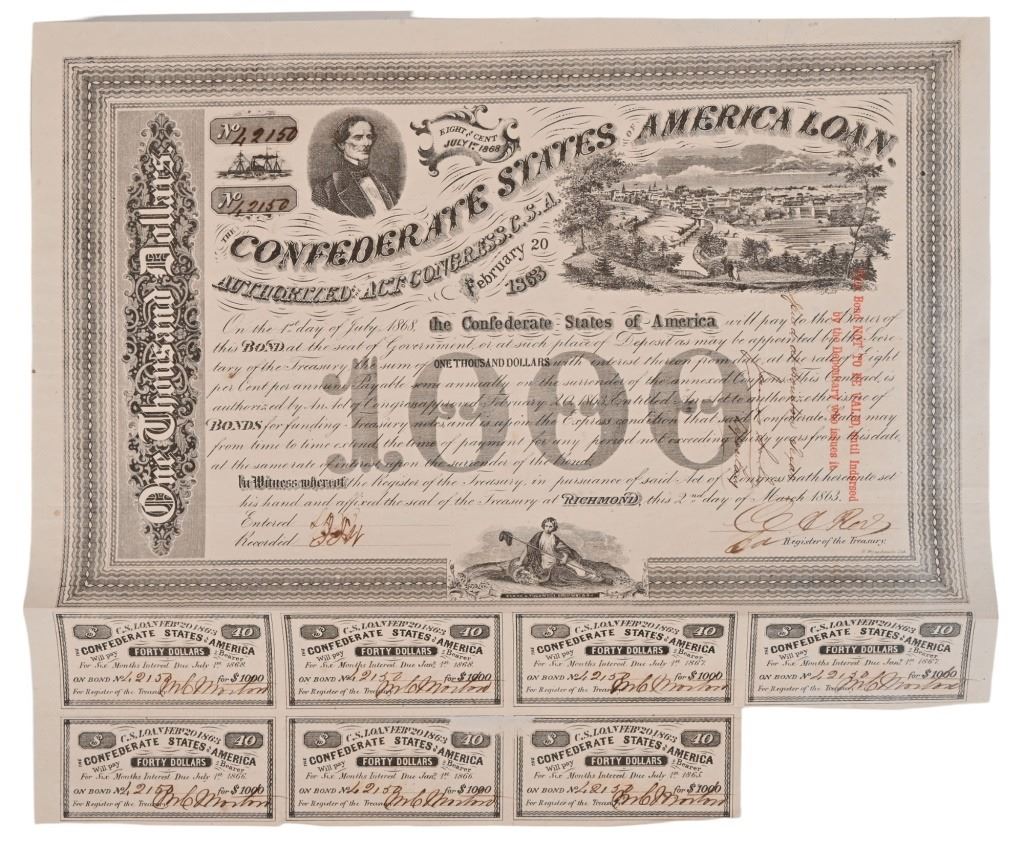 One Thousand Dollars
No 42150
No 42150
EIGHT PR CENT
JULY 1st 1868
THE CONFEDERATE STATES OF AMERICA LOAN.
AUTHORIZED ACT CONGRESS, C.S.A.
February 20
1863
On the 1st day of July 1868, the Confederate States of America will pay to the Bearer of
this BOND at the seat of Government, or at such place of Deposit as may be appointed by the Secre-
tary of the Treasury, the sum of ONE THOUSAND DOLLARS with interest thereon from date, at the rate of Eight
per Cent per annum Payable semi annually on the surrender of the annexed Coupons. This Contract, is
authorized by An Act of Congress approved February 20, 1863. Entitled An Act to authorize the issue of
BONDS for funding Treasury notes and is upon the Express condition that said Confederate States may
from time to time extend the time of payment for any period not exceeding thirty years from this date,
at the same rate of interest upon the surrender of the bond.
1000
In Witness whereof the Register of the Treasury, in pursuance of said Act of Congress hath hereunto set
his hand and affixed the seal of the Treasury at RICHMOND, this 2nd day of March 1863.
Entered
Recorded
Register of the Treasury.
This Bond NOT TO BE VALID, until Indorsed
by the Depositary who issues it.
8 C.S. LOAN FEB. 20 1863 40
THE CONFEDERATE STATES OF AMERICA
Will pay FORTY DOLLARS to Bearer
For Six Months Interest Due July 1st 1868.
ON BOND No 42150 for $1000
For Register of the Treasury
8 C.S. LOAN FEB. 20 1863 40
THE CONFEDERATE STATES OF AMERICA
Will pay FORTY DOLLARS to Bearer
For Six Months Interest Due Jany. 1st 1868.
ON BOND No 42150 for $1000
For Register of the Treasury
8 C.S. LOAN FEB. 20 1863 40
THE CONFEDERATE STATES OF AMERICA
Will pay FORTY DOLLARS to Bearer
For Six Months Interest Due July 1st 1867.
ON BOND No 42150 for $1000
For Register of the Treasury
8 C.S. LOAN FEB. 20 1863 40
THE CONFEDERATE STATES OF AMERICA
Will pay FORTY DOLLARS to Bearer
For Six Months Interest Due Jany. 1st 1867.
ON BOND No 42150 for $1000
For Register of the Treasury
8 C.S. LOAN FEB. 20 1863 40
THE CONFEDERATE STATES OF AMERICA
Will pay FORTY DOLLARS to Bearer
For Six Months Interest Due July 1st 1866.
ON BOND No 42150 for $1000
For Register of the Treasury
8 C.S. LOAN FEB. 20 1863 40
THE CONFEDERATE STATES OF AMERICA
Will pay FORTY DOLLARS to Bearer
For Six Months Interest Due Jany. 1st 1866.
ON BOND No 42150 for $1000
For Register of the Treasury
8 C.S. LOAN FEB. 20 1863 40
THE CONFEDERATE STATES OF AMERICA
Will pay FORTY DOLLARS to Bearer
For Six Months Interest Due July 1st 1865.
ON BOND No 42150 for $1000
For Register of the Treasury